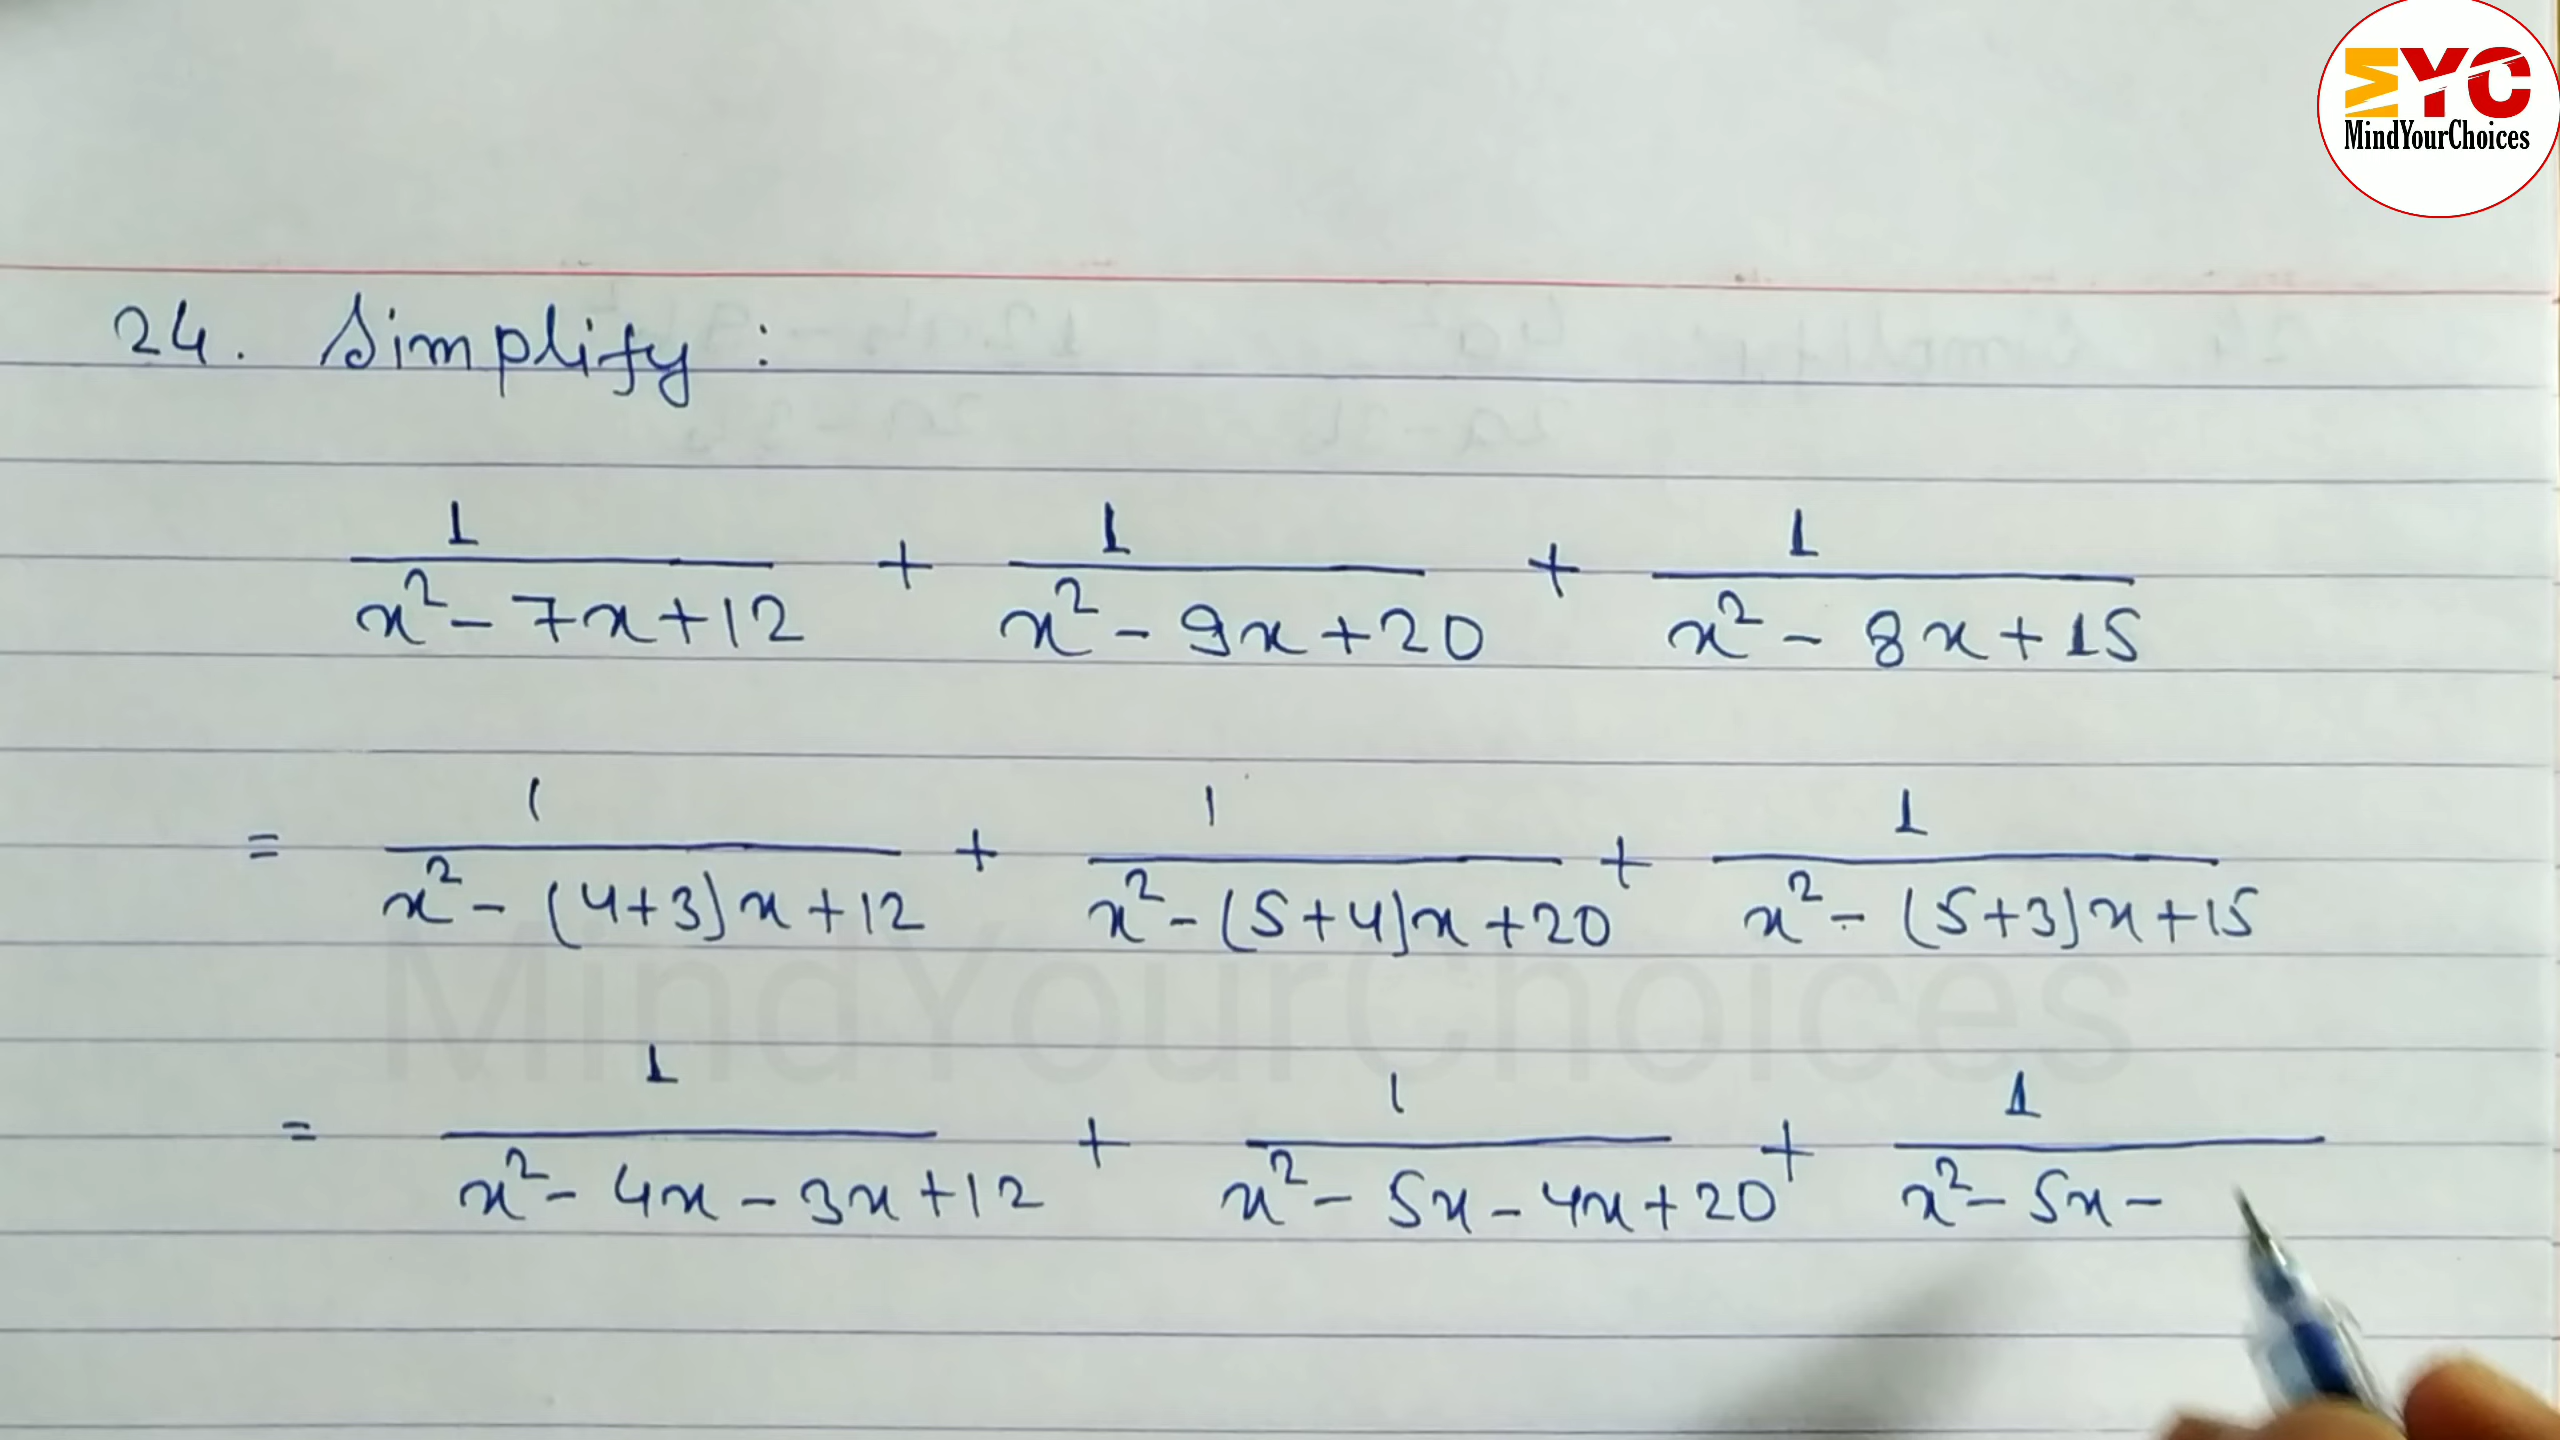 MYC
MindYourChoices
24. Simplify :
1 / x² - 7x + 12 + 1 / x² - 9x + 20 + 1 / x² - 8x + 15
= 1 / x² - (4+3)x + 12 + 1 / x² - (5+4)x + 20 + 1 / x² - (5+3)x + 15
MindYourChoices
= 1 / x² - 4x - 3x + 12 + 1 / x² - 5x - 4x + 20 + 1 / x² - 5x -